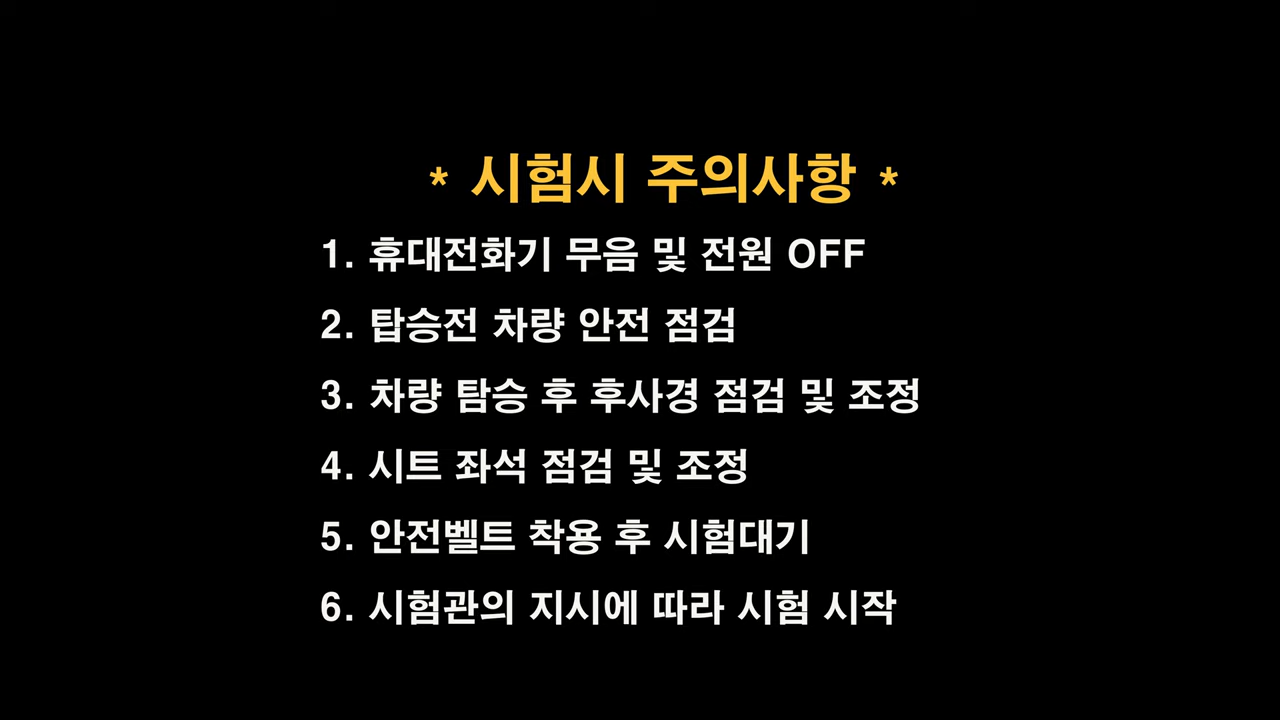 * 시험시 주의사항 *
1. 휴대전화기 무음 및 전원 OFF
2. 탑승전 차량 안전 점검
3. 차량 탐승 후 후사경 점검 및 조정
4. 시트 좌석 점검 및 조정
5. 안전벨트 착용 후 시험대기
6. 시험관의 지시에 따라 시험 시작